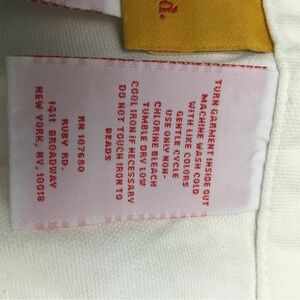 d.
TURN GARMENT INSIDE OUT
MACHINE WASH COLD
WITH LIKE COLORS
GENTLE CYCLE
USE ONLY NON-
CHLORINE BLEACH
TUMBLE DRY LOW
COOL IRON IF NECESSARY
DO NOT TOUCH IRON TO
BEADS
RN 107680
RUBY RD.
1411 BROADWAY
NEW YORK, NY. 10018